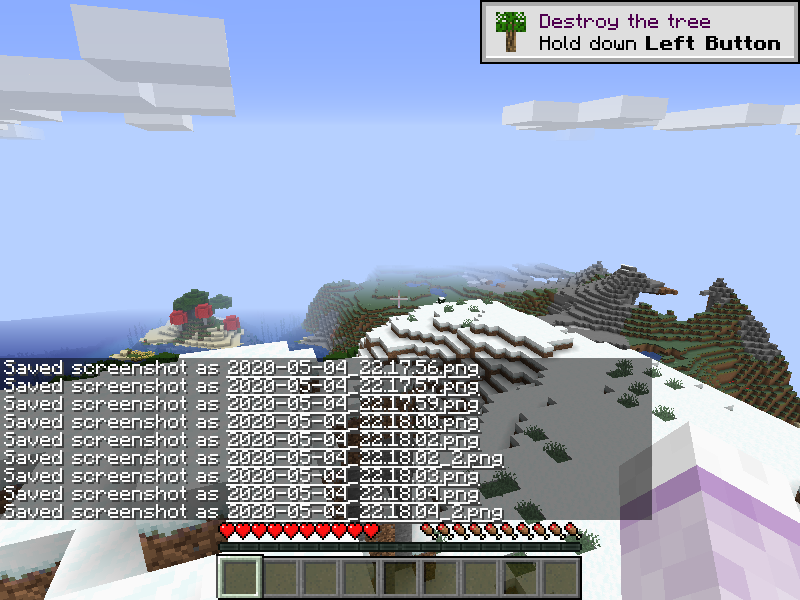 Destroy the tree
Hold down Left Button
Saved screenshot as 2020-05-04_22.17.56.png
Saved screenshot as 2020-05-04_22.17.57.png
Saved screenshot as 2020-05-04_22.17.59.png
Saved screenshot as 2020-05-04_22.18.00.png
Saved screenshot as 2020-05-04_22.18.02.png
Saved screenshot as 2020-05-04_22.18.02_2.png
Saved screenshot as 2020-05-04_22.18.03.png
Saved screenshot as 2020-05-04_22.18.04.png
Saved screenshot as 2020-05-04_22.18.04_2.png